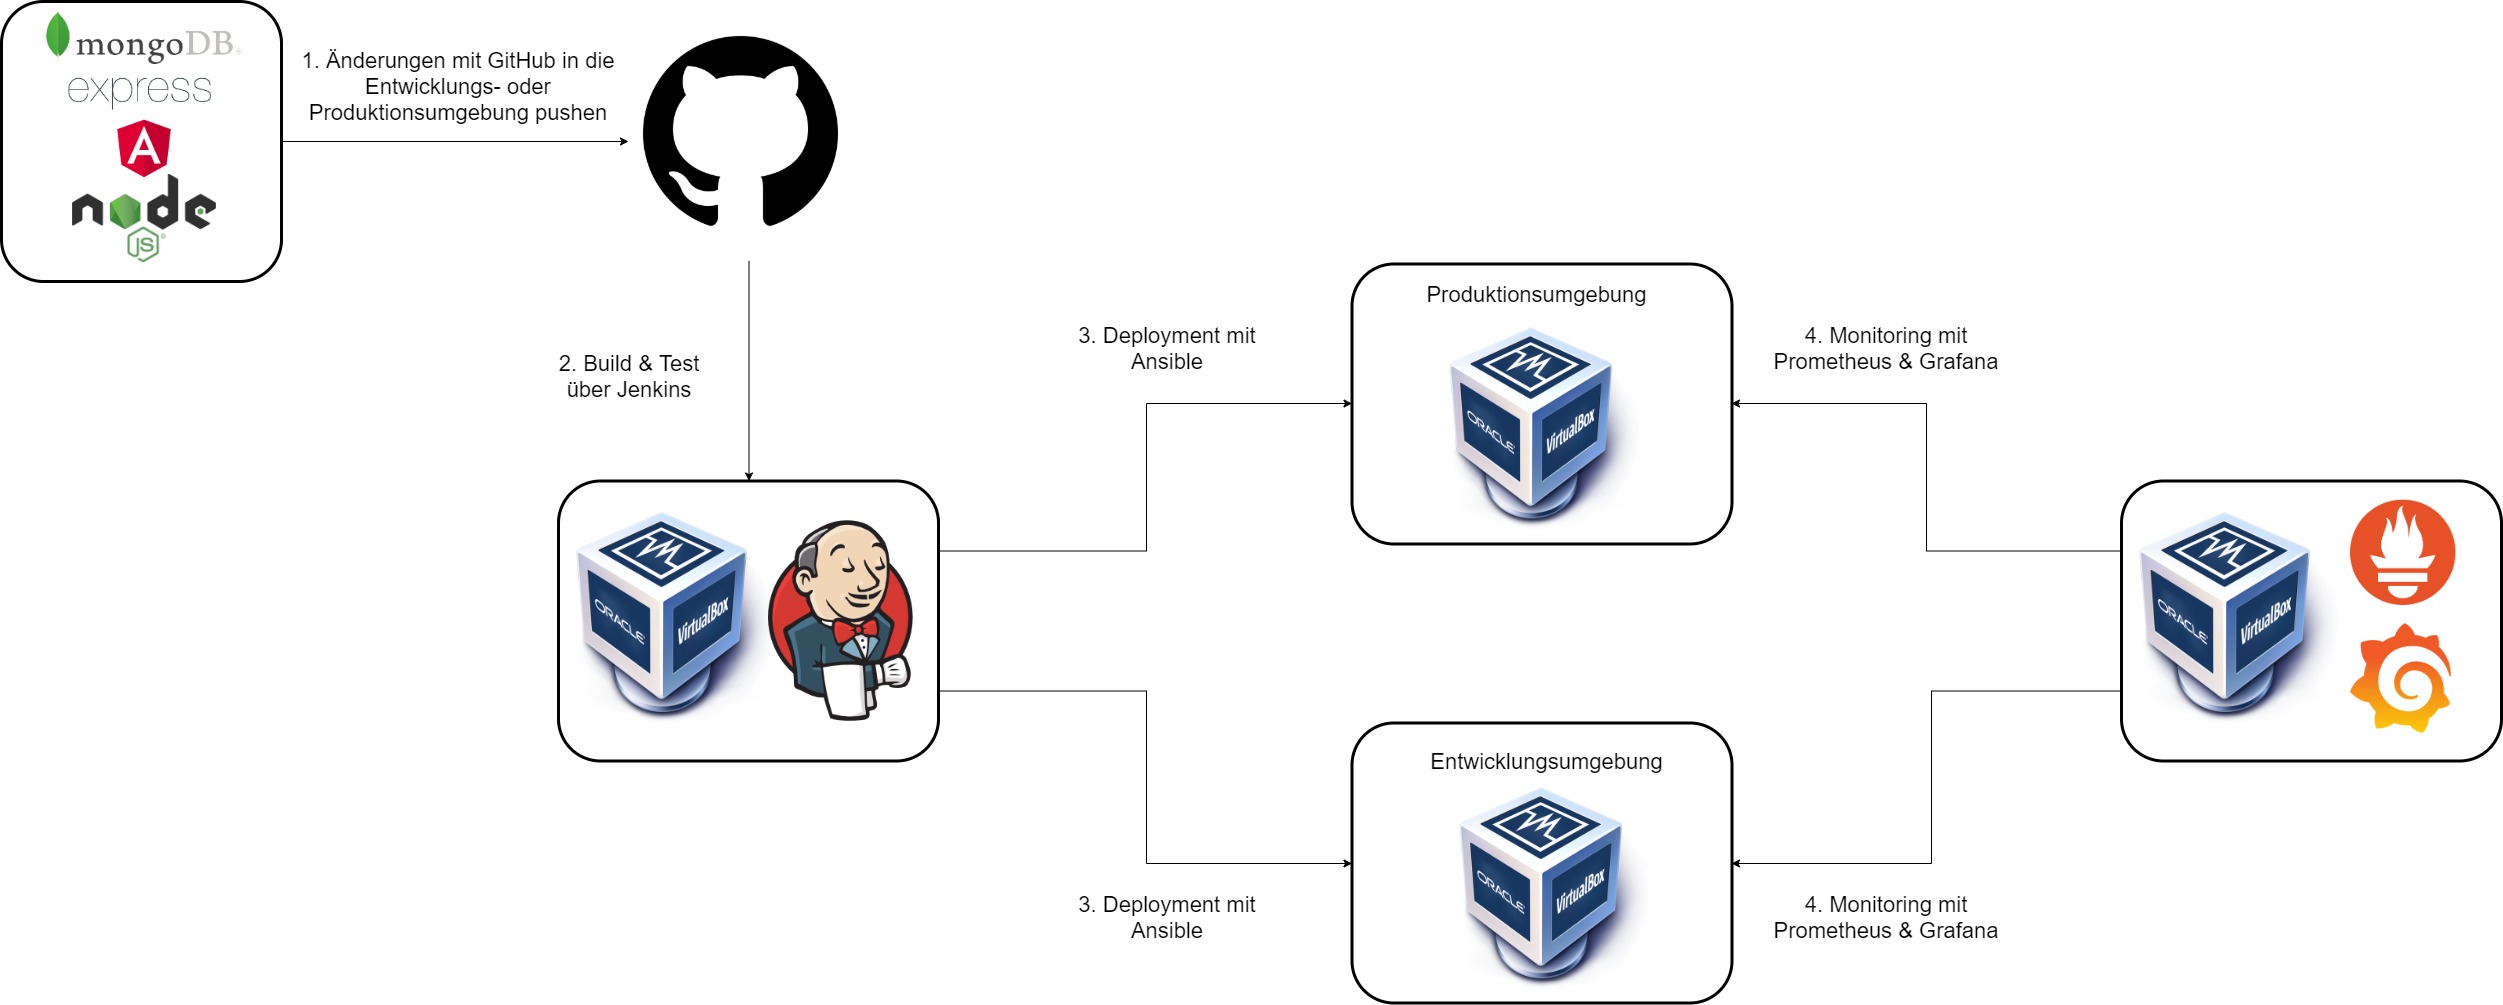 mongoDB®
express
A
node
JS®
1. Änderungen mit GitHub in die
Entwicklungs- oder
Produktionsumgebung pushen
2. Build & Test
über Jenkins
ORACLE
VirtualBox
3. Deployment mit
Ansible
Produktionsumgebung
ORACLE
VirtualBox
4. Monitoring mit
Prometheus & Grafana
3. Deployment mit
Ansible
Entwicklungsumgebung
ORACLE
VirtualBox
4. Monitoring mit
Prometheus & Grafana
ORACLE
VirtualBox